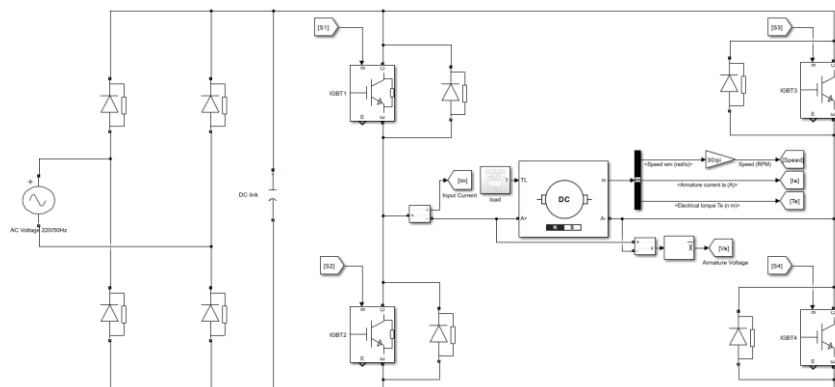 [S1]
[S3]
g
C
g
C
IGBT1
IGBT3
m
E
m
E
+
AC Voltage 220/50Hz
DC link
[Iin]
Input Current
load
TL
m
DC
A+
A-
N S
<Speed wm (rad/s)>
30/pi
Speed (RPM)
[Speed]
<Armature current ia (A)>
[Ia]
<Electrical torque Te (n m)>
[Te]
+
-
v
[Va]
Armature Voltage
[S2]
[S4]
g
C
g
C
IGBT2
IGBT4
m
E
m
E